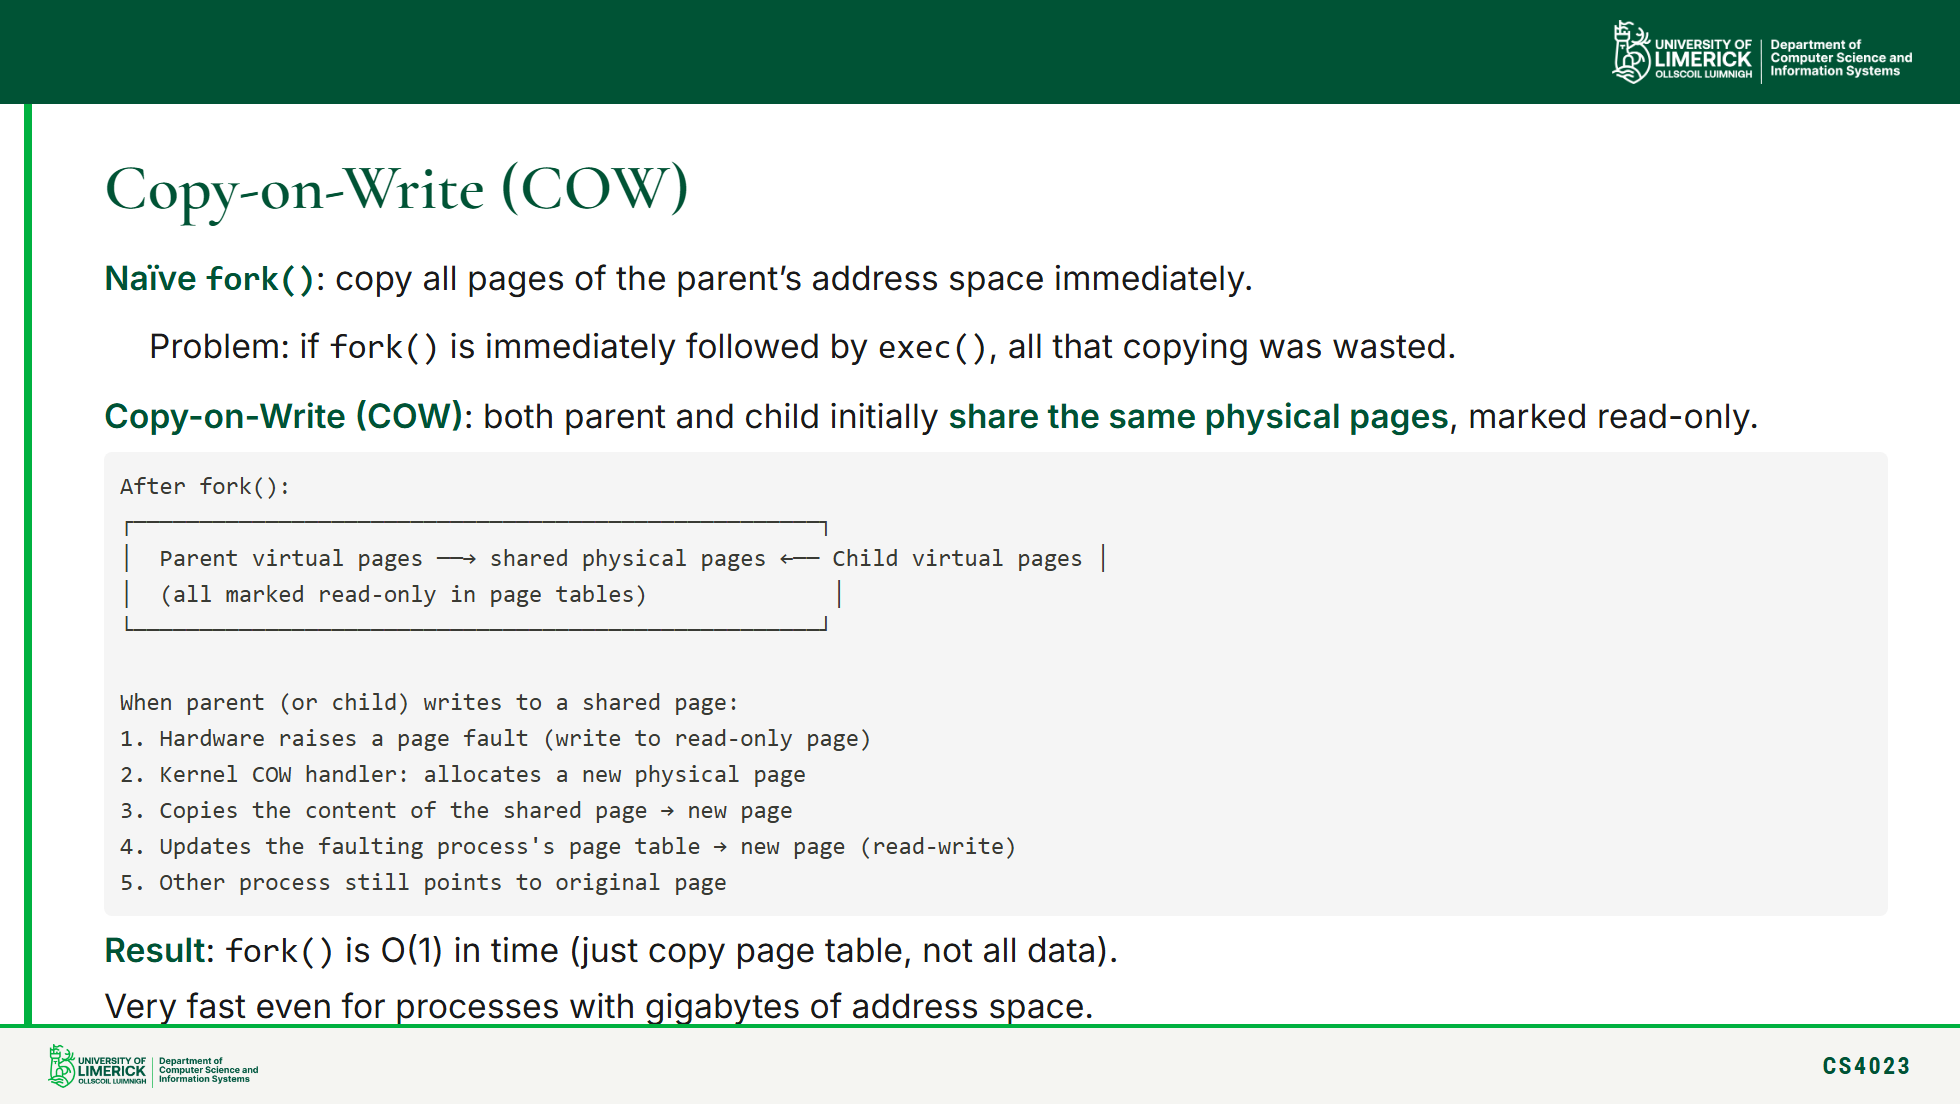 UNIVERSITY OF
LIMERICK
OLLSCOIL LUIMNIGH
Department of
Computer Science and
Information Systems
Copy-on-Write (COW)
Naïve fork(): copy all pages of the parent’s address space immediately.
Problem: if fork() is immediately followed by exec(), all that copying was wasted.
Copy-on-Write (COW): both parent and child initially share the same physical pages, marked read-only.
After fork():
Parent virtual pages ──→ shared physical pages ←── Child virtual pages
(all marked read-only in page tables)
When parent (or child) writes to a shared page:
1. Hardware raises a page fault (write to read-only page)
2. Kernel COW handler: allocates a new physical page
3. Copies the content of the shared page → new page
4. Updates the faulting process's page table → new page (read-write)
5. Other process still points to original page
Result: fork() is O(1) in time (just copy page table, not all data).
Very fast even for processes with gigabytes of address space.
UNIVERSITY OF
LIMERICK
OLLSCOIL LUIMNIGH
Department of
Computer Science and
Information Systems
CS4023